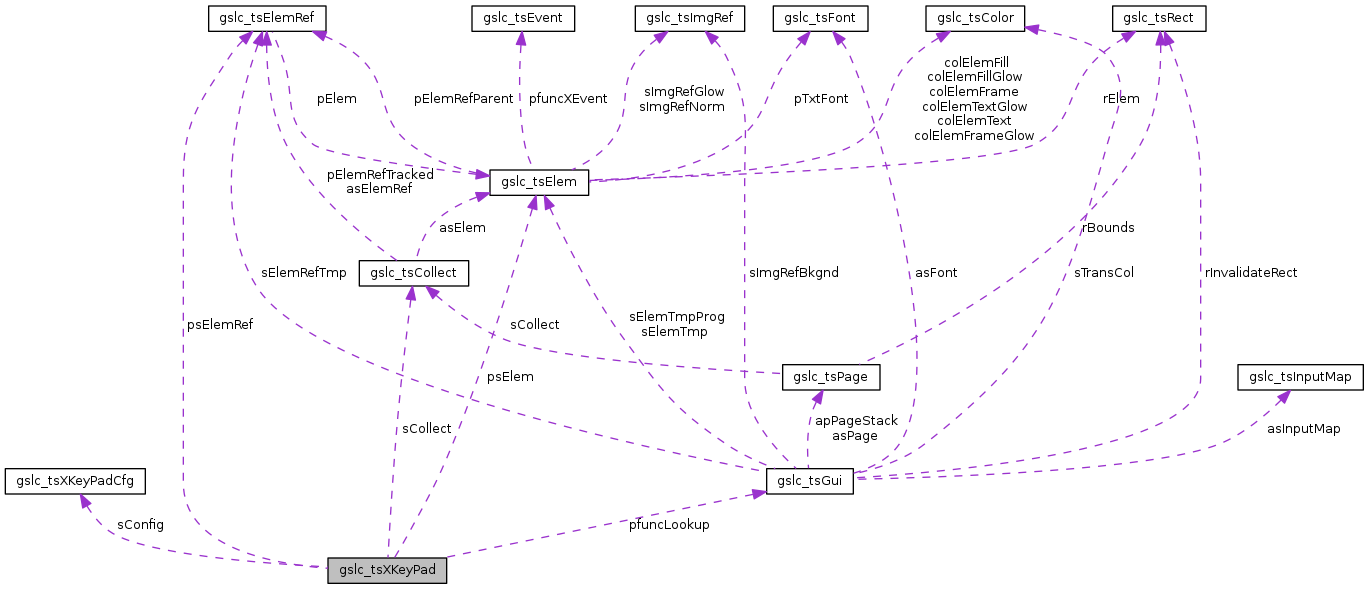 gslc_tsElemRef
gslc_tsEvent
gslc_tsImgRef
gslc_tsFont
gslc_tsColor
gslc_tsRect
pElem
pElemRefParent
pfuncXEvent
sImgRefGlow
sImgRefNorm
pTxtFont
colElemFill
colElemFillGlow
colElemFrame
colElemTextGlow
colElemText
colElemFrameGlow
rElem
pElemRefTracked
asElemRef
gslc_tsElem
asElem
rBounds
sElemRefTmp
gslc_tsCollect
sImgRefBkgnd
asFont
sTransCol
rInvalidateRect
psElemRef
sCollect
sElemTmpProg
sElemTmp
psElem
gslc_tsPage
gslc_tsInputMap
sCollect
apPageStack
asPage
asInputMap
gslc_tsXKeyPadCfg
gslc_tsGui
sConfig
pfuncLookup
gslc_tsXKeyPad